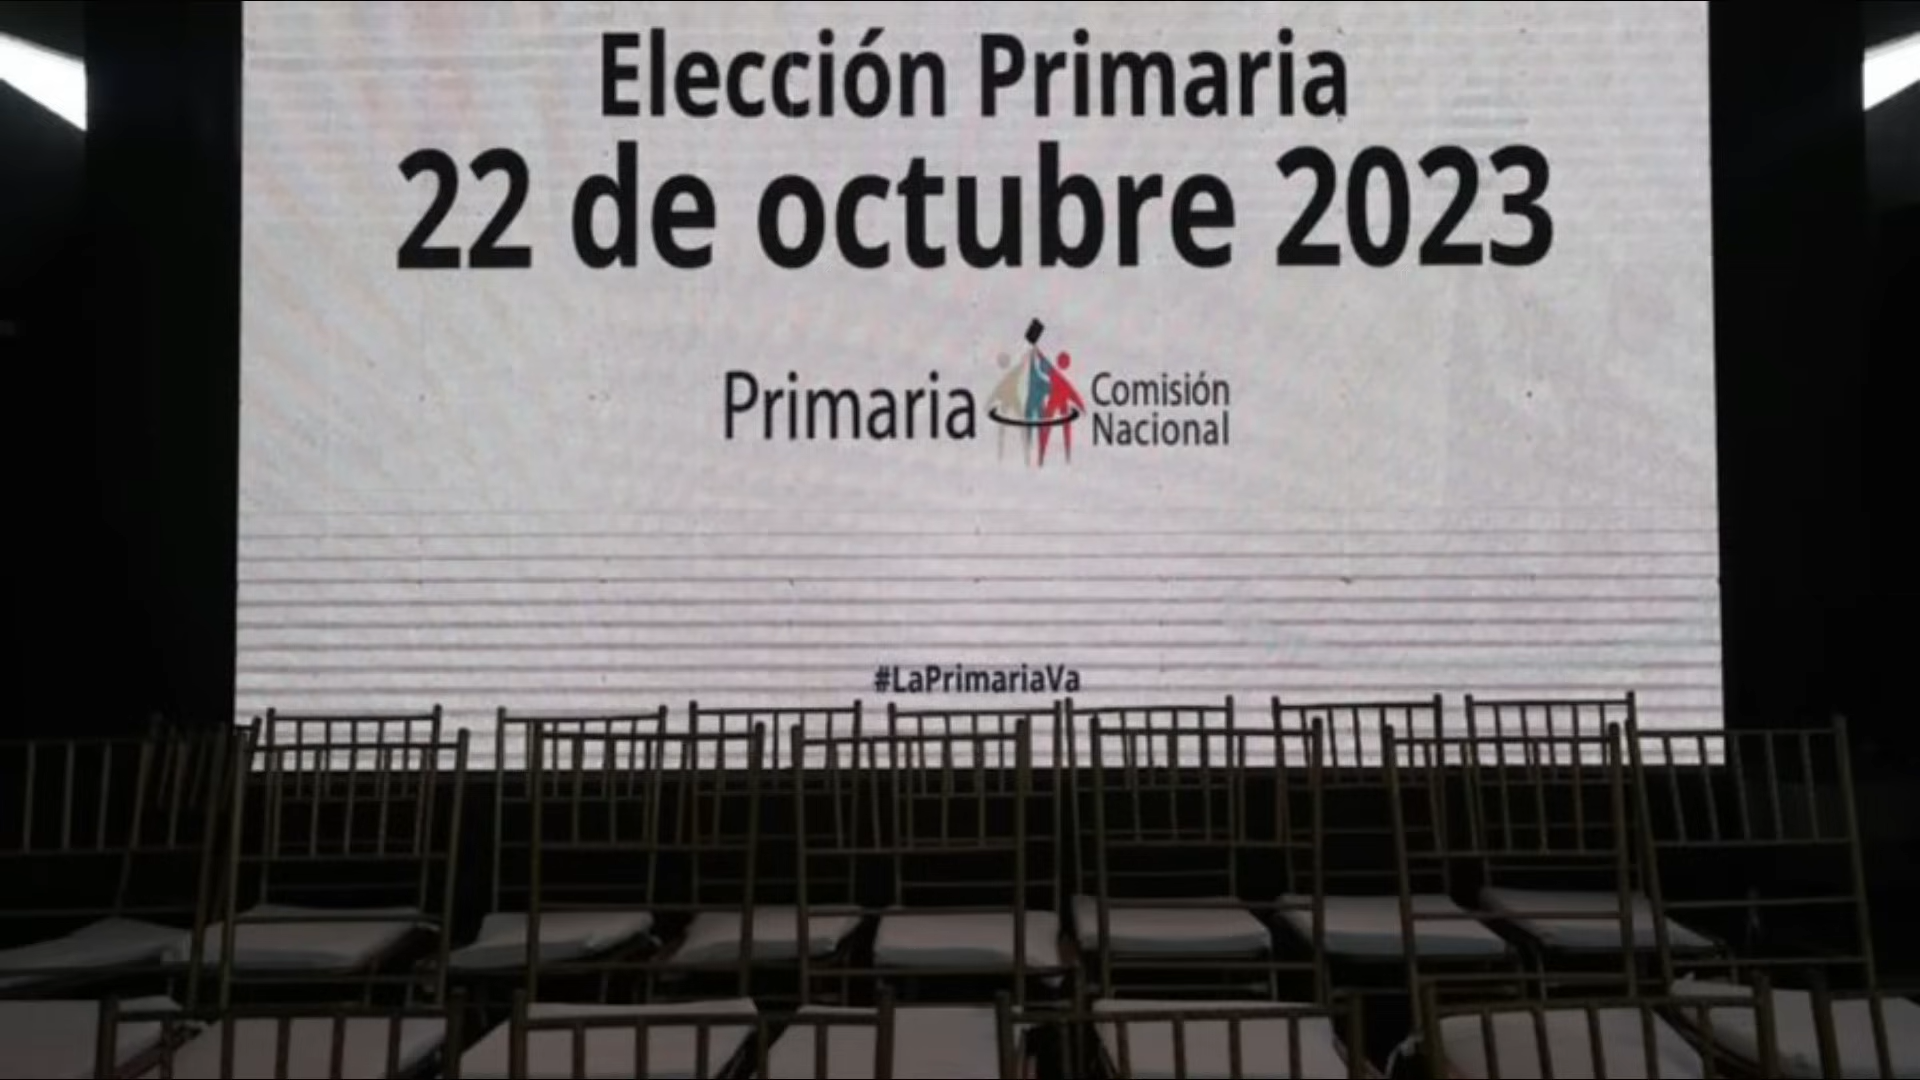 Elección Primaria
22 de octubre 2023
Primaria
Comisión
Nacional
#LaPrimariaVa